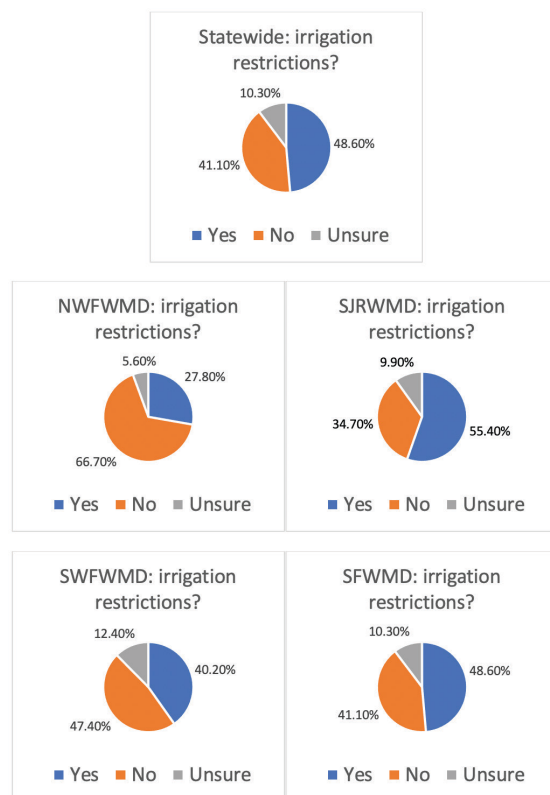 Statewide: irrigation
restrictions?
10.30%
48.60%
41.10%
Yes No Unsure
NWFWMD: irrigation
restrictions?
5.60%
27.80%
66.70%
Yes No Unsure
SJRWMD: irrigation
restrictions?
9.90%
34.70%
55.40%
Yes No Unsure
SWFWMD: irrigation
restrictions?
12.40%
40.20%
47.40%
Yes No Unsure
SFWMD: irrigation
restrictions?
10.30%
48.60%
41.10%
Yes No Unsure